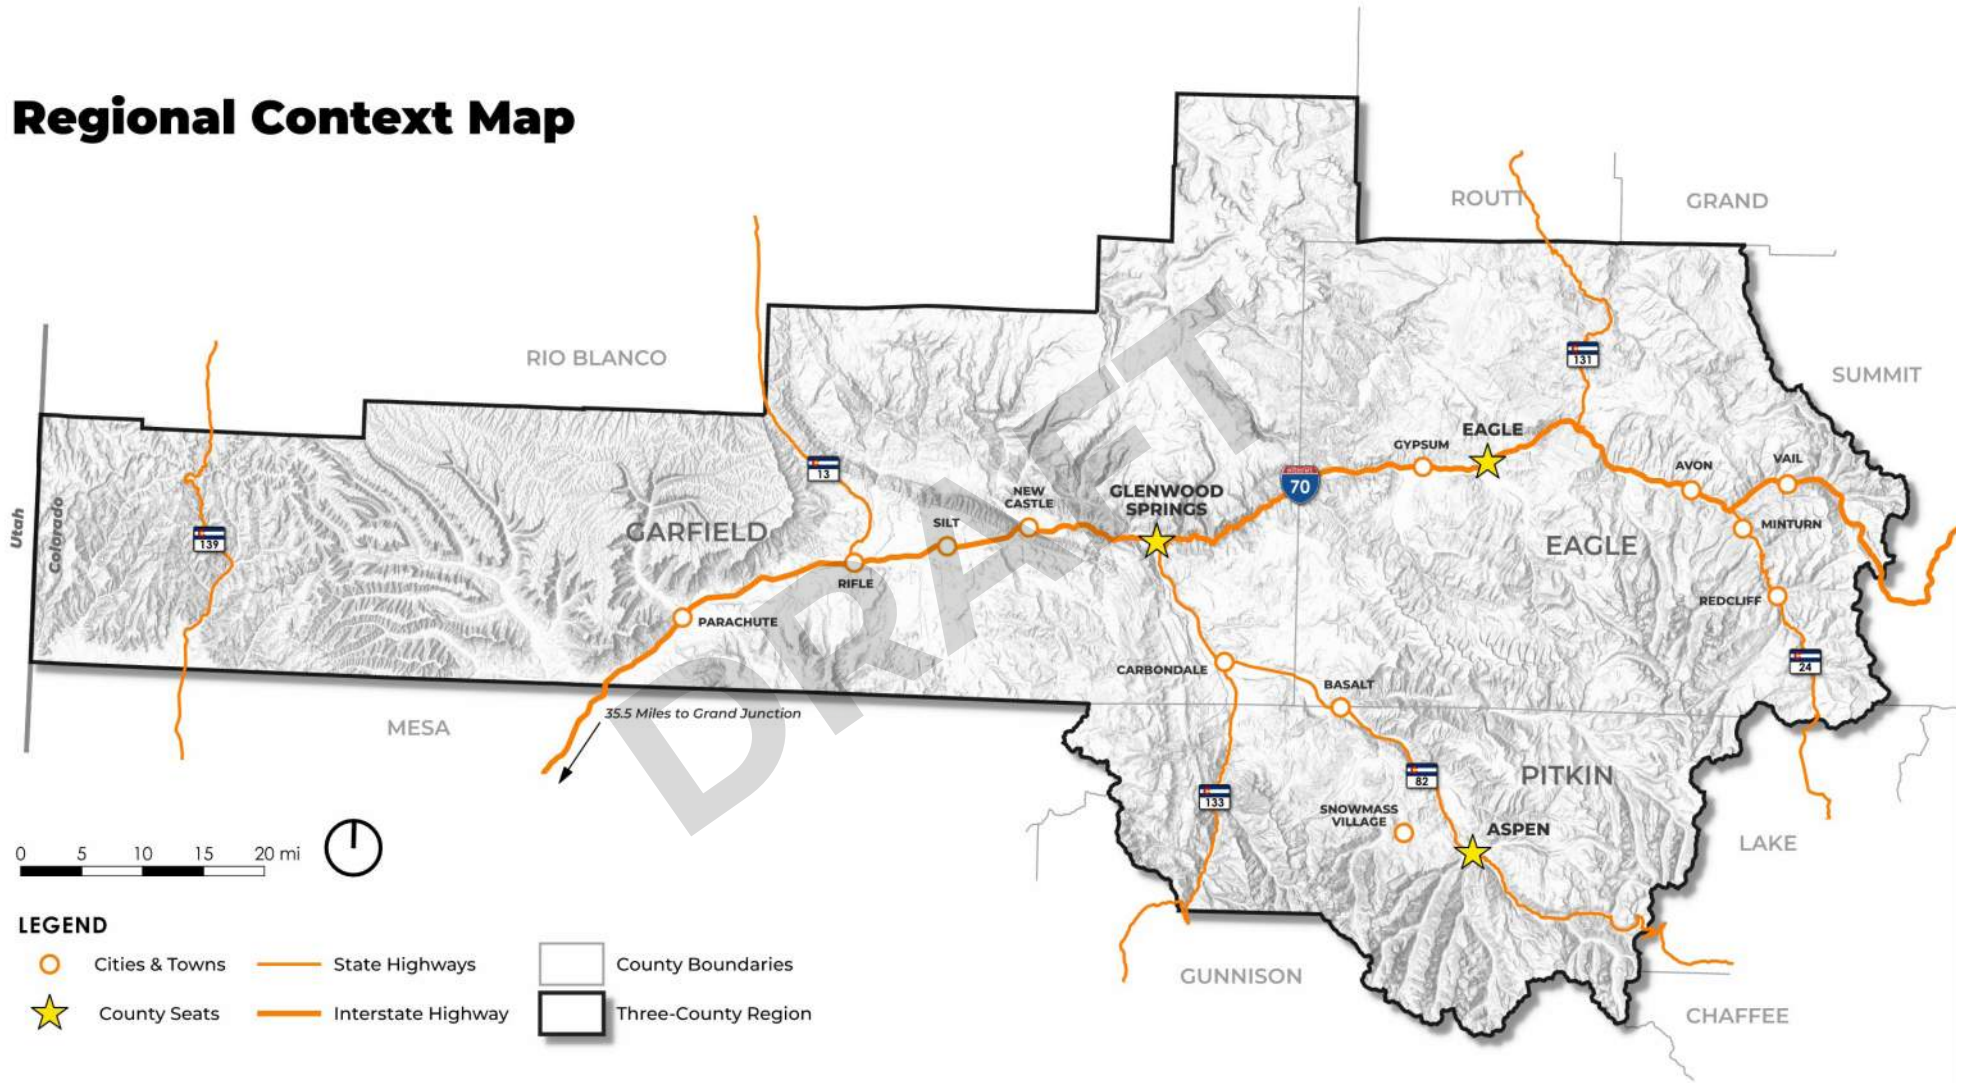 Regional Context Map
ROUTT
GRAND
RIO BLANCO
SUMMIT
131
EAGLE
GYPSUM
13
AVON
VAIL
INTERSTATE
70
GLENWOOD
SPRINGS
NEW
CASTLE
Utah
Colorado
139
GARFIELD
SILT
MINTURN
EAGLE
RIFLE
REDCLIFF
PARACHUTE
24
CARBONDALE
BASALT
35.5 Miles to Grand Junction
MESA
PITKIN
82
133
SNOWMASS
VILLAGE
ASPEN
LAKE
DRAFT
0 5 10 15 20 mi
GUNNISON
CHAFFEE
LEGEND
Cities & Towns
State Highways
County Boundaries
County Seats
Interstate Highway
Three-County Region